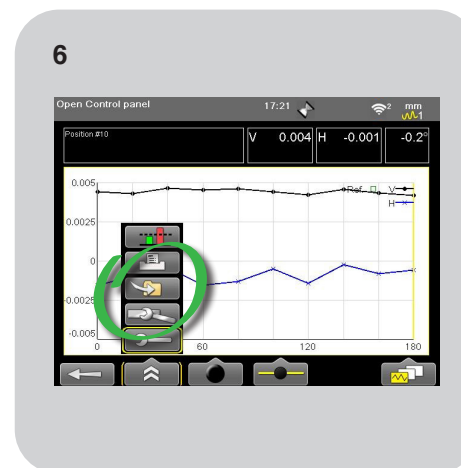 6
Open Control panel 17:21 2 mm
1
Position #10 V 0.004 H -0.001 -0.2°
0.005 Ref. V
H
0.0025
0
-0.0025
-0.005
0 60 120 180